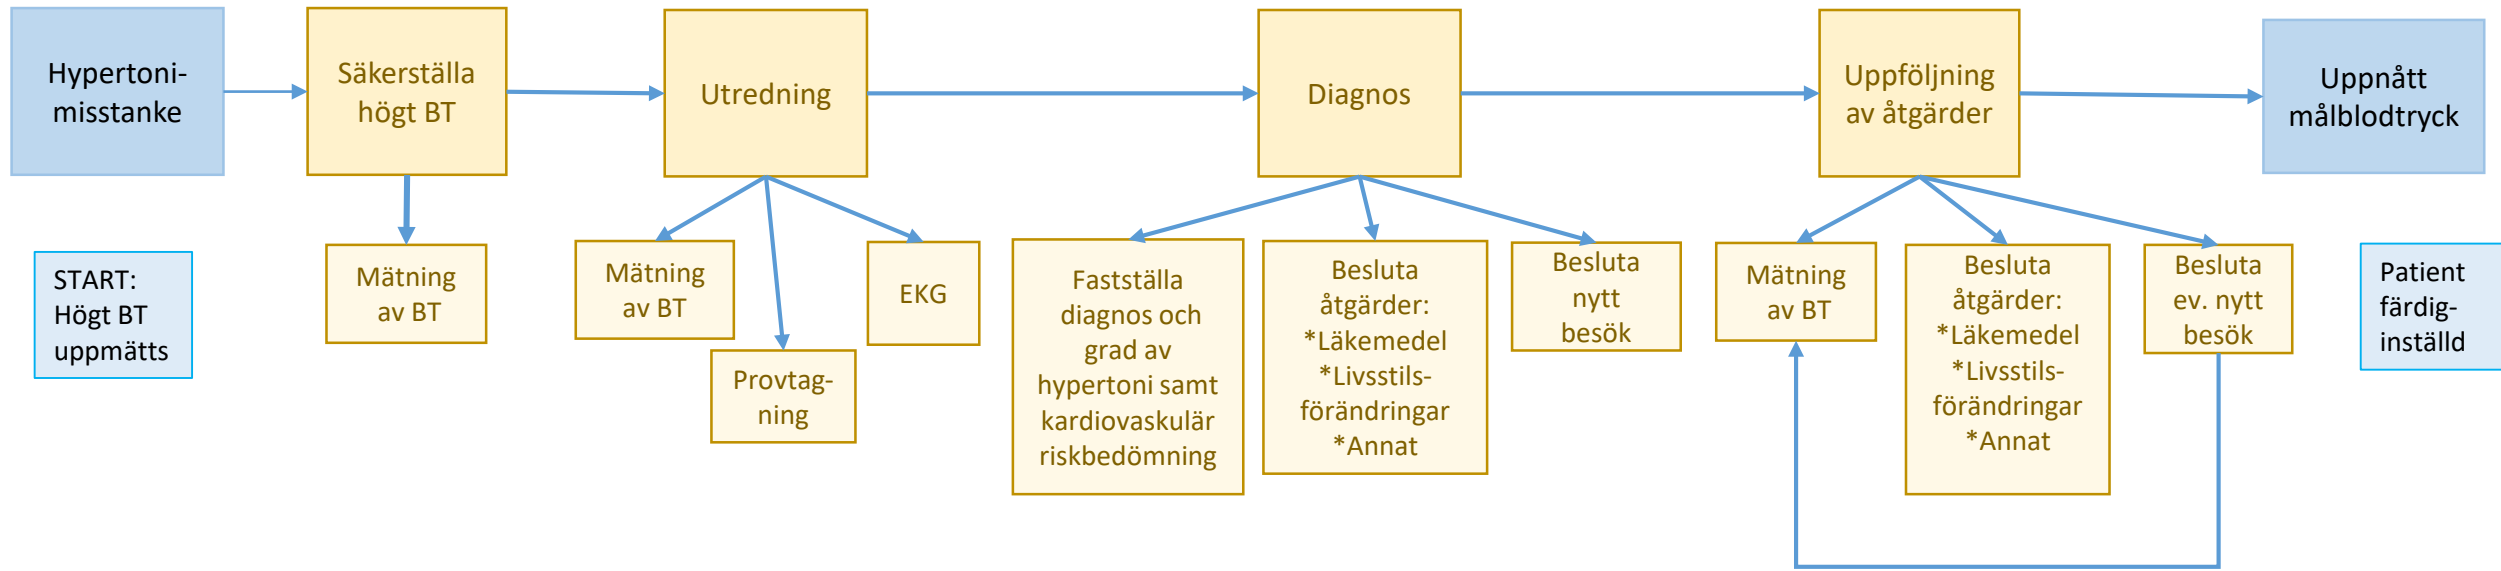 Hypertoni-
misstanke
Säkerställa
högt BT
Utredning
Diagnos
Uppföljning
av åtgärder
Uppnått
målblodtryck
START:
Högt BT
uppmätts
Mätning
av BT
Mätning
av BT
Provtag-
ning
EKG
Fastställa
diagnos och
grad av
hypertoni samt
kardiovaskulär
riskbedömning
Besluta
åtgärder:
*Läkemedel
*Livsstils-
förändringar
*Annat
Besluta
nytt
besök
Mätning
av BT
Besluta
åtgärder:
*Läkemedel
*Livsstils-
förändringar
*Annat
Besluta
ev. nytt
besök
Patient
färdig-
inställd